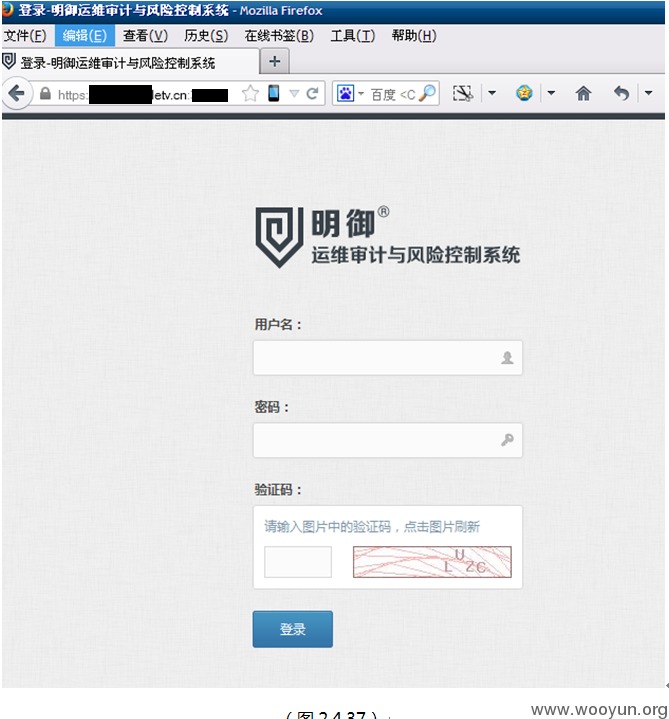 登录-明御运维审计与风险控制系统 - Mozilla Firefox
文件(F) 编辑(E) 查看(V) 历史(S) 在线书签(B) 工具(T) 帮助(H)
登录-明御运维审计与风险控制系统 +
https: letv.cn: 百度 <C
明御®
运维审计与风险控制系统
用户名：
密码：
验证码：
请输入图片中的验证码，点击图片刷新
U
L ZC
登录
www.wooyun.org
（图 2.4.37）